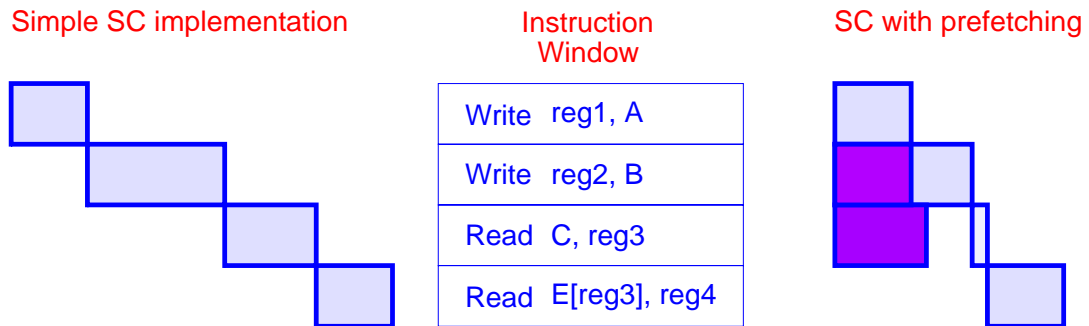 Simple SC implementation
Instruction
Window
SC with prefetching
Write reg1, A
Write reg2, B
Read C, reg3
Read E[reg3], reg4